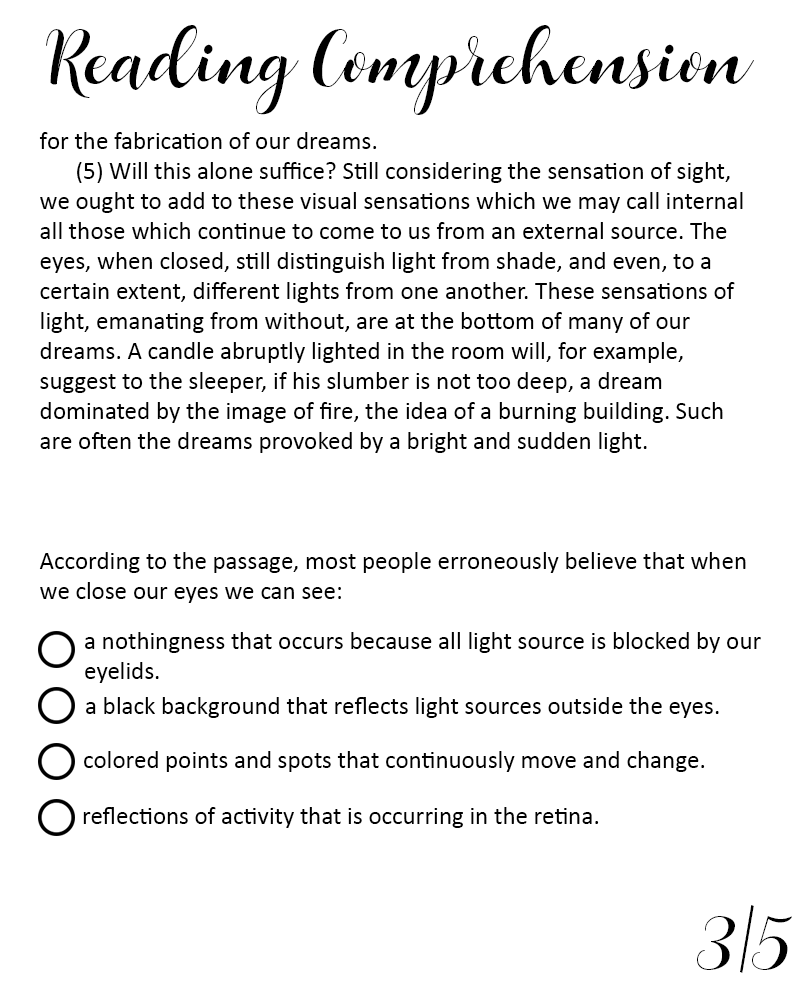 Reading Comprehension
for the fabrication of our dreams.
(5) Will this alone suffice? Still considering the sensation of sight,
we ought to add to these visual sensations which we may call internal
all those which continue to come to us from an external source. The
eyes, when closed, still distinguish light from shade, and even, to a
certain extent, different lights from one another. These sensations of
light, emanating from without, are at the bottom of many of our
dreams. A candle abruptly lighted in the room will, for example,
suggest to the sleeper, if his slumber is not too deep, a dream
dominated by the image of fire, the idea of a burning building. Such
are often the dreams provoked by a bright and sudden light.
According to the passage, most people erroneously believe that when
we close our eyes we can see:
a nothingness that occurs because all light source is blocked by our
eyelids.
a black background that reflects light sources outside the eyes.
colored points and spots that continuously move and change.
reflections of activity that is occurring in the retina.
3/5